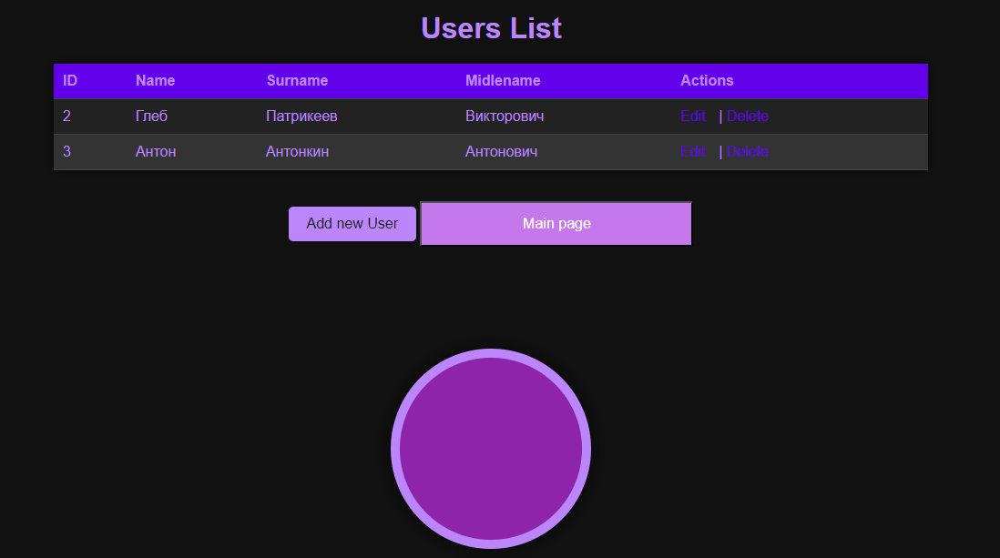 Users List
ID Name Surname Midlename Actions
2 Глеб Патрикеев Викторович Edit | Delete
3 Антон Антонкин Антонович Edit | Delete
Add new User Main page